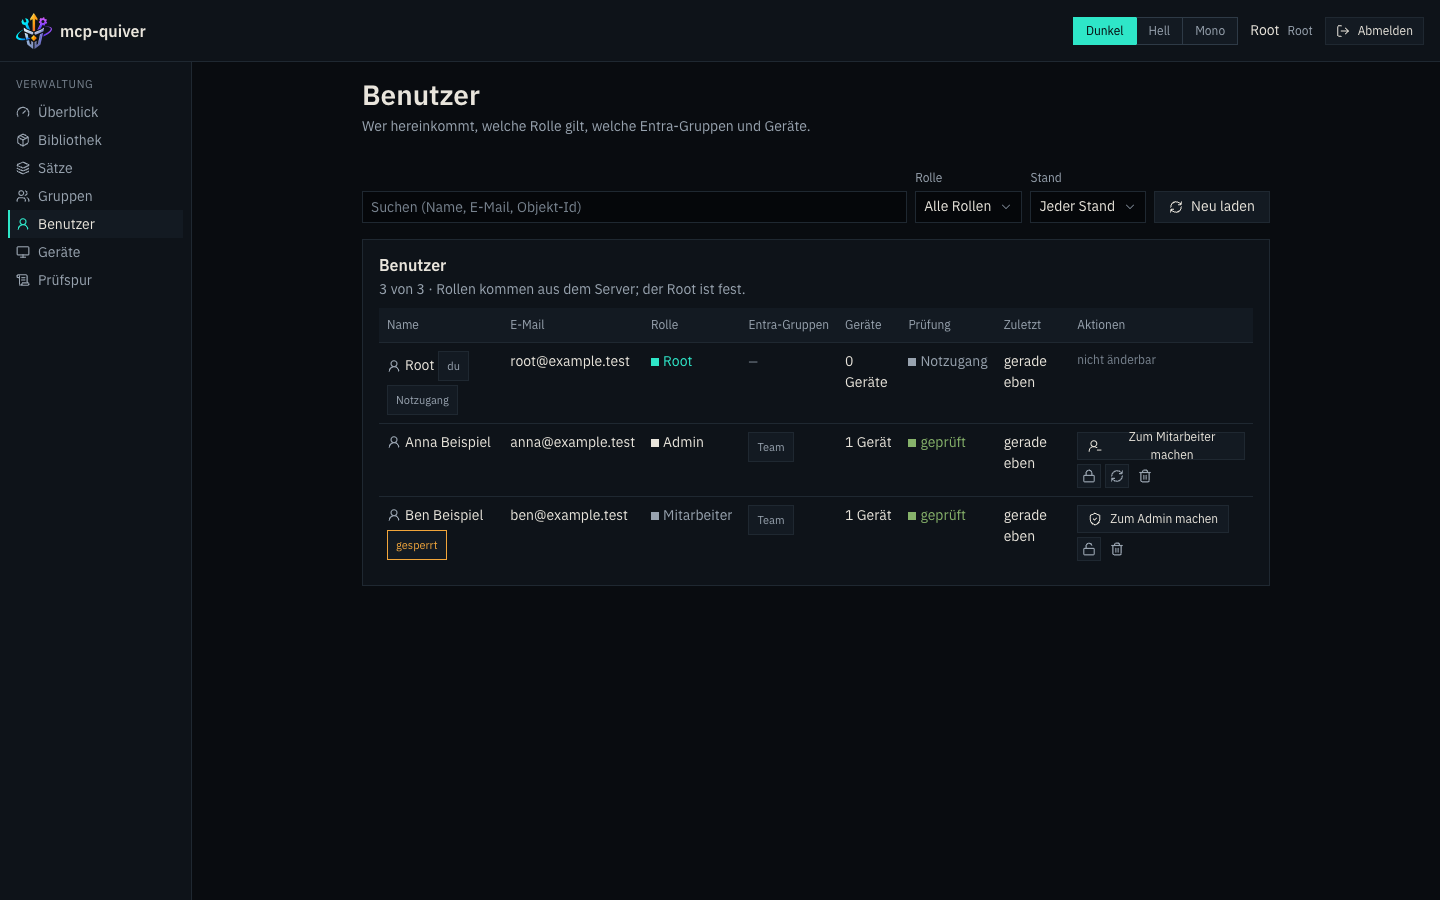 mcp-quiver
Dunkel Hell Mono Root Root Abmelden
VERWALTUNG
Überblick
Bibliothek
Sätze
Gruppen
Benutzer
Geräte
Prüfspur
Benutzer
Wer hereinkommt, welche Rolle gilt, welche Entra-Gruppen und Geräte.
Rolle Stand
Suchen (Name, E-Mail, Objekt-Id) Alle Rollen Jeder Stand Neu laden
Benutzer
3 von 3 · Rollen kommen aus dem Server; der Root ist fest.
Name E-Mail Rolle Entra-Gruppen Geräte Prüfung Zuletzt Aktionen
Root du root@example.test Root — 0 Notzugang gerade nicht änderbar
Geräte eben
Notzugang
Anna Beispiel anna@example.test Admin Team 1 Gerät geprüft gerade Zum Mitarbeiter
eben machen
Ben Beispiel ben@example.test Mitarbeiter Team 1 Gerät geprüft gerade Zum Admin machen
gesperrt eben